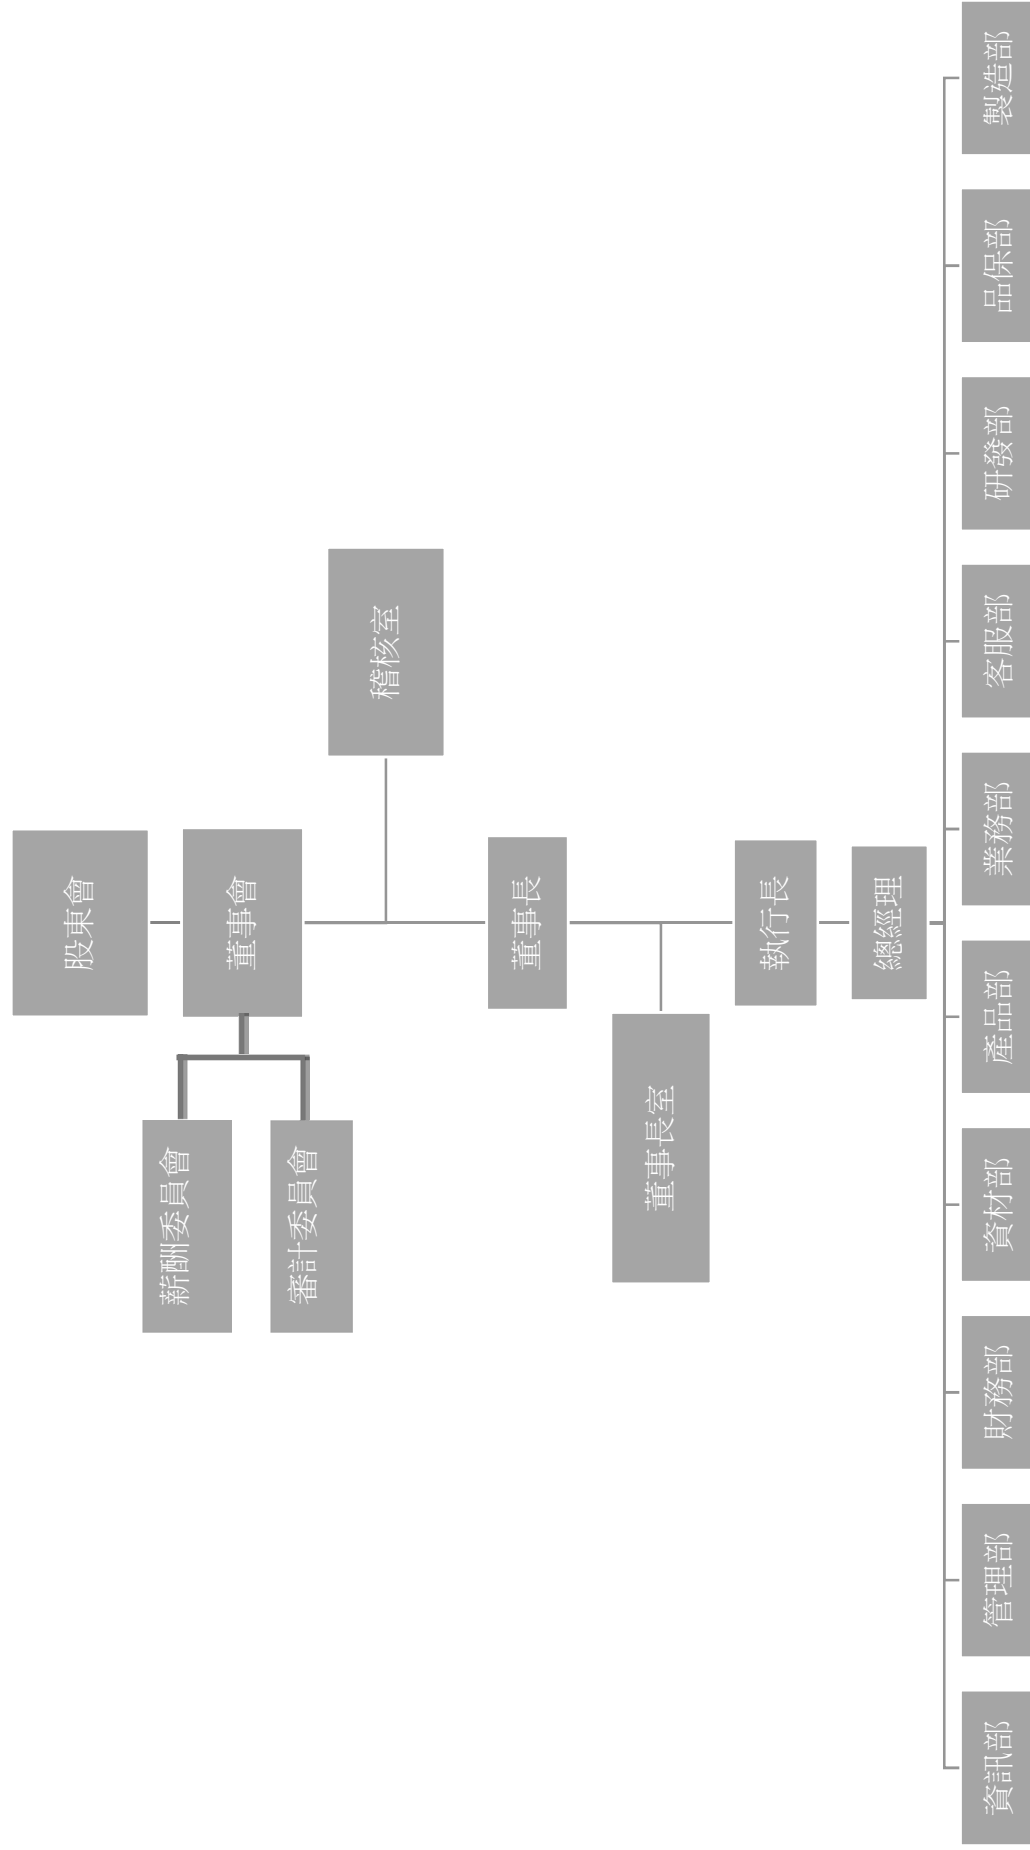 股東會
董事會
薪酬委員會
審計委員會
稽核室
董事長
董事長室
執行長
總經理
資訊部
管理部
財務部
資材部
產品部
業務部
客服部
研發部
品保部
製造部